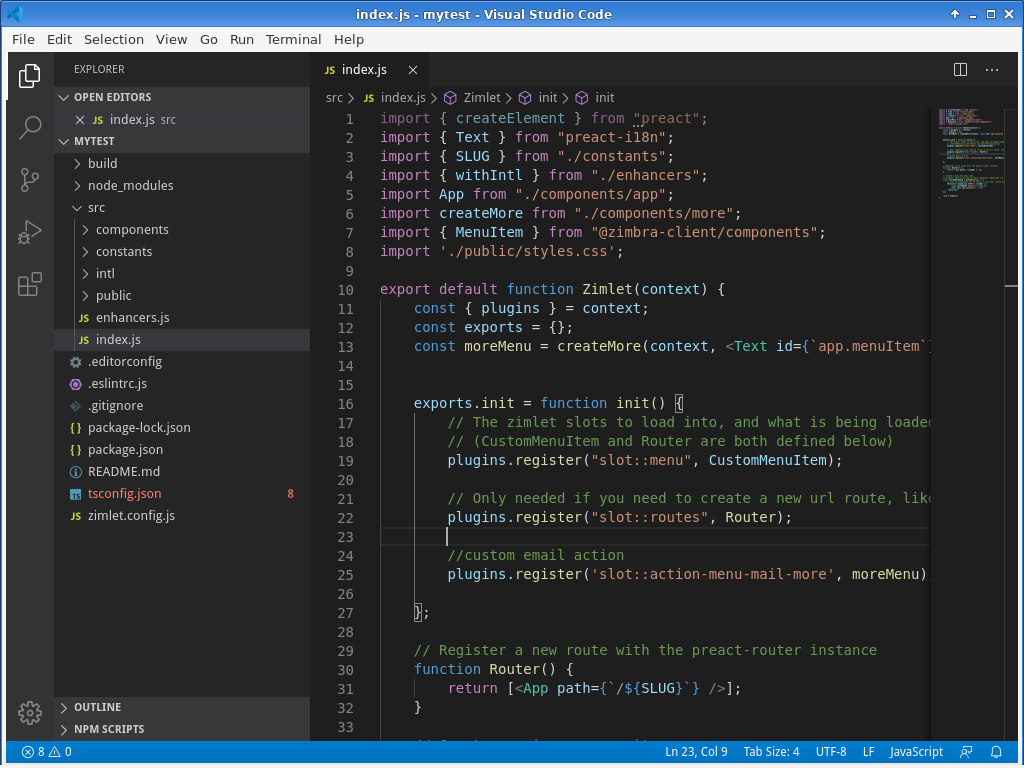 index.js - mytest - Visual Studio Code
File Edit Selection View Go Run Terminal Help
EXPLORER
OPEN EDITORS
index.js src
MYTEST
build
node_modules
src
components
constants
intl
public
JS enhancers.js
JS index.js
.editorconfig
.eslintrc.js
.gitignore
{} package-lock.json
{} package.json
README.md
TS tsconfig.json 8
JS zimlet.config.js
OUTLINE
NPM SCRIPTS
JS index.js
src > JS index.js > Zimlet > init > init
1 import { createElement } from "preact";
2 import { Text } from "preact-i18n";
3 import { SLUG } from "./constants";
4 import { withIntl } from "./enhancers";
5 import App from "./components/app";
6 import createMore from "./components/more";
7 import { MenuItem } from "@zimbra-client/components";
8 import './public/styles.css';
9
10 export default function Zimlet(context) {
11 const { plugins } = context;
12 const exports = {};
13 const moreMenu = createMore(context, <Text id={`app.menuItem`}
14
15
16 exports.init = function init() {
17 // The zimlet slots to load into, and what is being loaded
18 // (CustomMenuItem and Router are both defined below)
19 plugins.register("slot::menu", CustomMenuItem);
20
21 // Only needed if you need to create a new url route, like
22 plugins.register("slot::routes", Router);
23
24 //custom email action
25 plugins.register('slot::action-menu-mail-more', moreMenu)
26
27 };
28
29 // Register a new route with the preact-router instance
30 function Router() {
31 return [<App path={`/${SLUG}`} />];
32 }
33
8 0 Ln 23, Col 9 Tab Size: 4 UTF-8 LF JavaScript